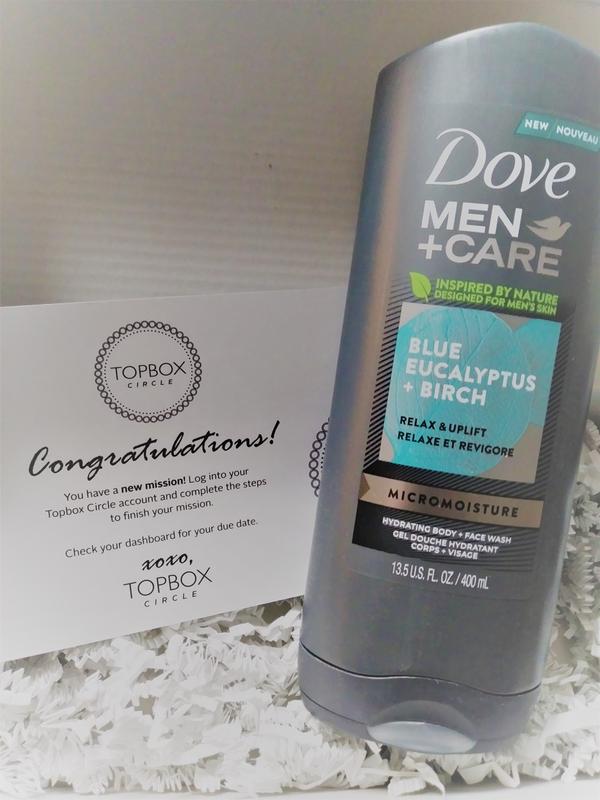 TOPBOX
CIRCLE
Congratulations!
You have a new mission! Log into your
Topbox Circle account and complete the steps
to finish your mission.
Check your dashboard for your due date.
xoxo,
TOPBOX
CIRCLE
NEW NOUVEAU
Dove
MEN
+CARE
INSPIRED BY NATURE
DESIGNED FOR MEN'S SKIN
BLUE
EUCALYPTUS
+ BIRCH
RELAX & UPLIFT
RELAXE ET REVIGORE
MICROMOISTURE
HYDRATING BODY + FACE WASH
GEL DOUCHE HYDRATANT
CORPS + VISAGE
13.5 U.S. FL. OZ. / 400 mL